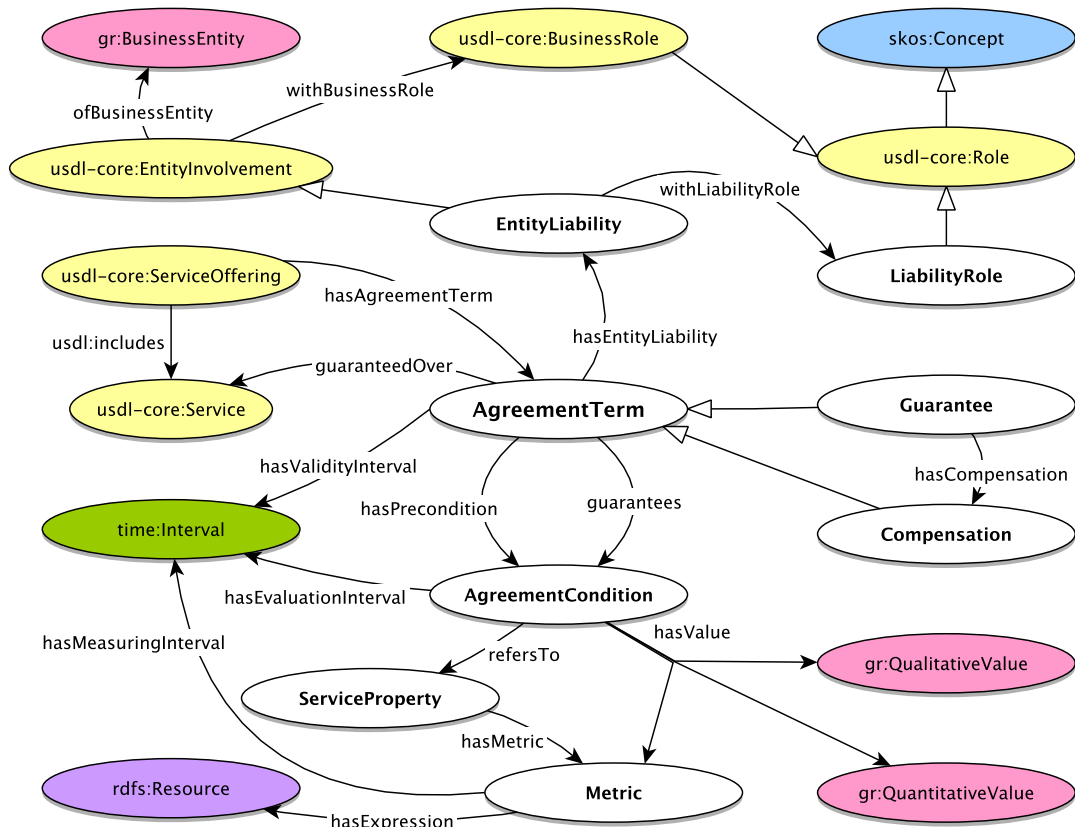 gr:BusinessEntity
usdl-core:BusinessRole
skos:Concept
withBusinessRole
ofBusinessEntity
usdl-core:EntityInvolvement
usdl-core:Role
withLiabilityRole
EntityLiability
usdl-core:ServiceOffering
LiabilityRole
hasAgreementTerm
usdl:includes
hasEntityLiability
guaranteedOver
usdl-core:Service
AgreementTerm
Guarantee
hasValidityInterval
hasCompensation
hasPrecondition
guarantees
time:Interval
Compensation
hasEvaluationInterval
AgreementCondition
hasMeasuringInterval
hasValue
refersTo
gr:QualitativeValue
ServiceProperty
hasMetric
rdfs:Resource
Metric
gr:QuantitativeValue
hasExpression